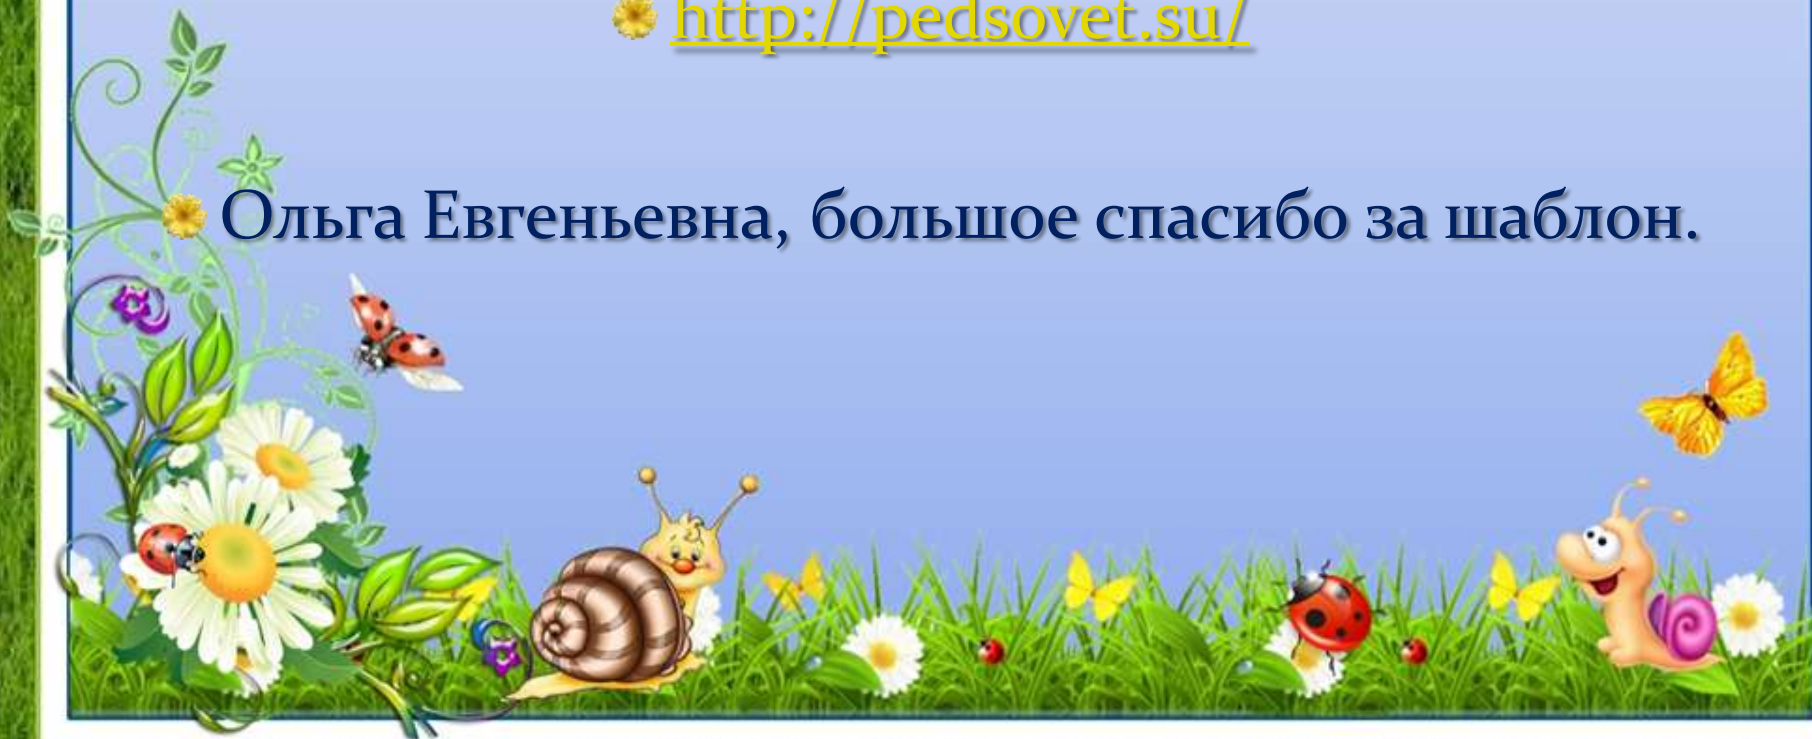 http://pedsovet.su/
Ольга Евгеньевна, большое спасибо за шаблон.